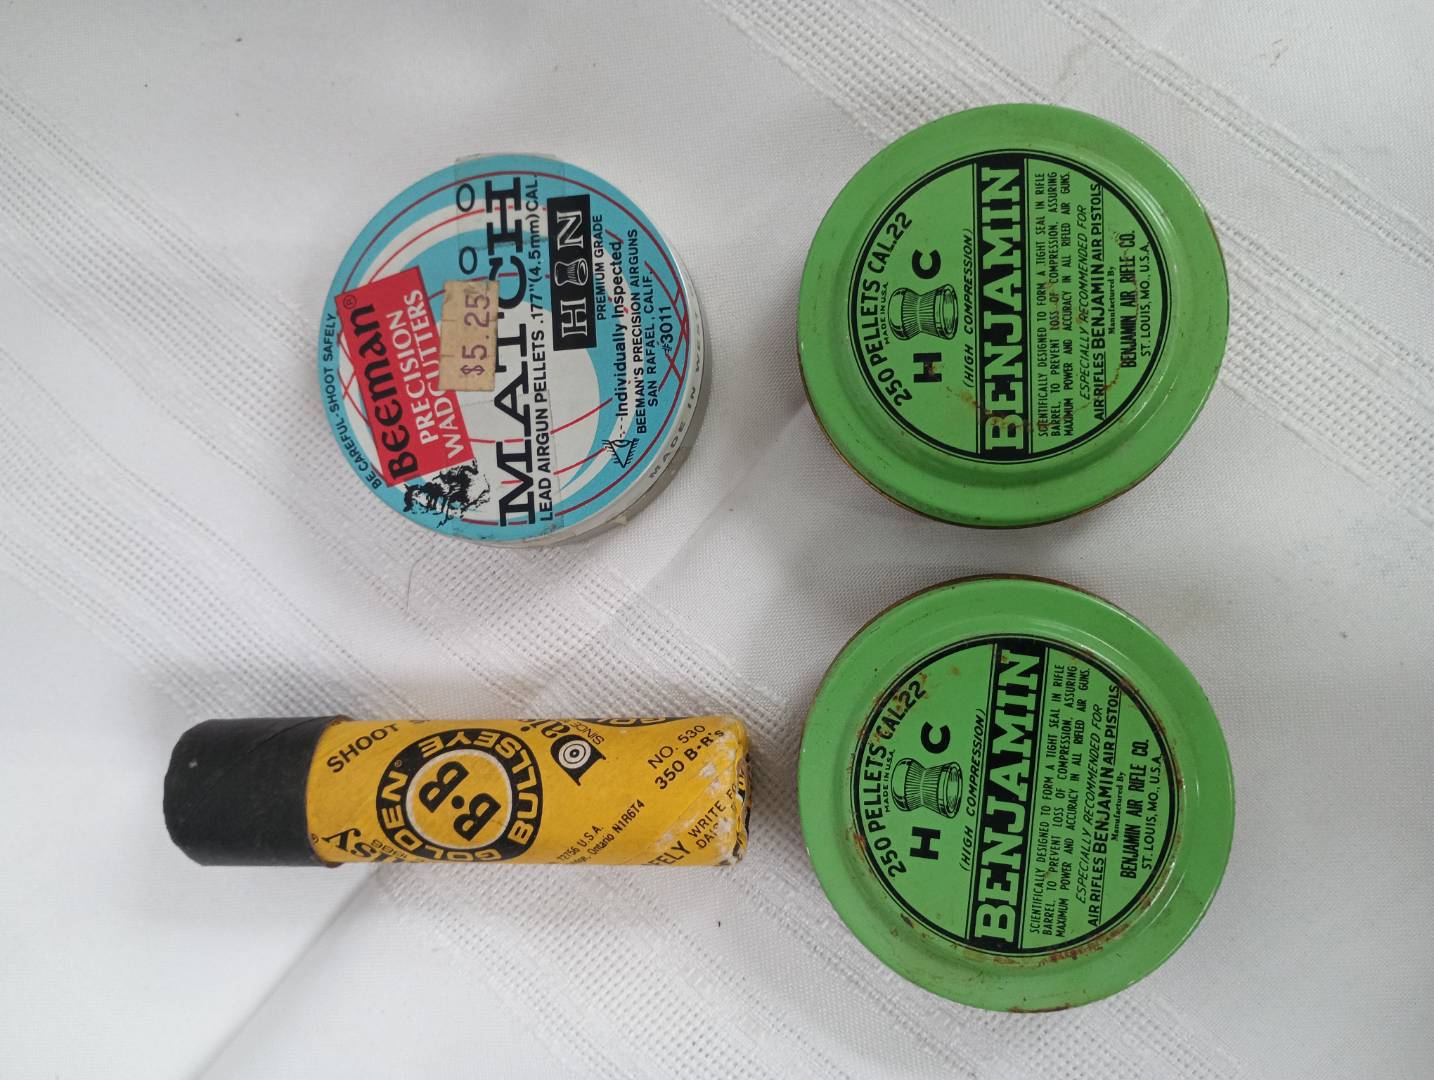 BE CAREFUL-SHOOT SAFELY
Beeman®
PRECISION
WADCUTTERS
$5.25
MATCH
LEAD AIRGUN PELLETS .177"(4.5mm)CAL.
H N
PREMIUM GRADE
Individually Inspected
BEEMAN'S PRECISION AIRGUNS
SAN RAFAEL, CALIF.
#3011
MADE IN
250 PELLETS CAL.22
MADE IN U.S.A.
H C
(HIGH COMPRESSION)
BENJAMIN
SCIENTIFICALLY DESIGNED TO FORM A TIGHT SEAL IN RIFLE
BARREL, TO PREVENT LOSS OF COMPRESSION, ASSURING
MAXIMUM POWER AND ACCURACY IN ALL RIFLED AIR GUNS.
ESPECIALLY RECOMMENDED FOR
AIR RIFLES BENJAMIN AIR PISTOLS
Manufactured By
BENJAMIN AIR RIFLE CO.
ST. LOUIS, MO., U.S.A.
SHOOT
GOLDEN®
B·B
BULLSEYE
Dai
SINCE
NO. 530
350 B·B's
72756 U.S.A.
Ontario N1R6T4
WRITE
250 PELLETS CAL.22
MADE IN U.S.A.
H C
(HIGH COMPRESSION)
BENJAMIN
SCIENTIFICALLY DESIGNED TO FORM A TIGHT SEAL IN RIFLE
BARREL, TO PREVENT LOSS OF COMPRESSION, ASSURING
MAXIMUM POWER AND ACCURACY IN ALL RIFLED AIR GUNS.
ESPECIALLY RECOMMENDED FOR
AIR RIFLES BENJAMIN AIR PISTOLS
Manufactured By
BENJAMIN AIR RIFLE CO.
ST. LOUIS, MO., U.S.A.